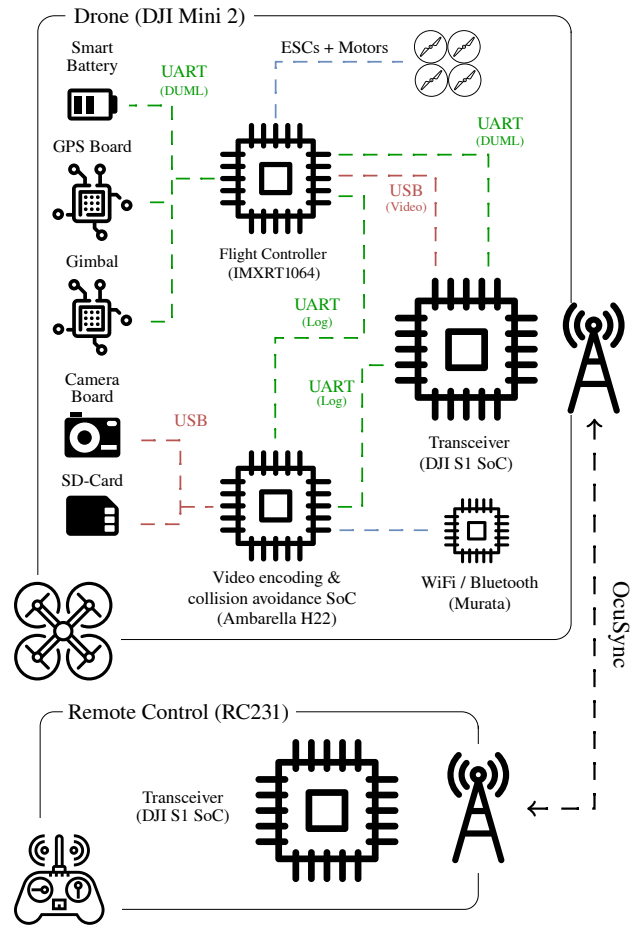 Drone (DJI Mini 2)
Smart
Battery
UART
(DUML)
ESCs + Motors
GPS Board
UART
(DUML)
USB
(Video)
Gimbal
Flight Controller
(IMXRT1064)
UART
(Log)
Camera
Board
UART
(Log)
USB
Transceiver
(DJI S1 SoC)
SD-Card
Video encoding &
collision avoidance SoC
(Ambarella H22)
WiFi / Bluetooth
(Murata)
OcuSync
Remote Control (RC231)
Transceiver
(DJI S1 SoC)